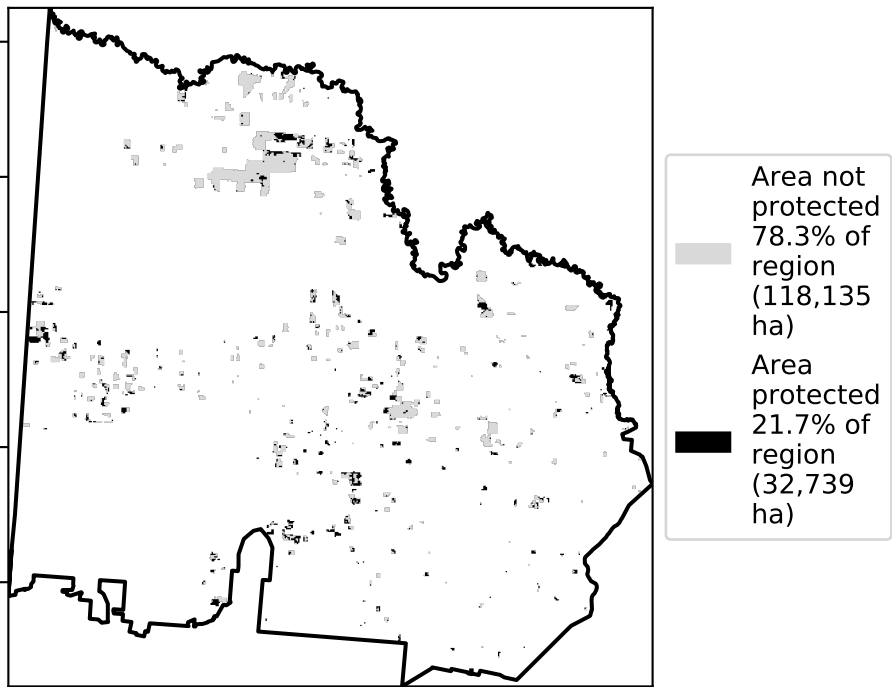 Area not
protected
78.3% of
region
(118,135
ha)
Area
protected
21.7% of
region
(32,739
ha)